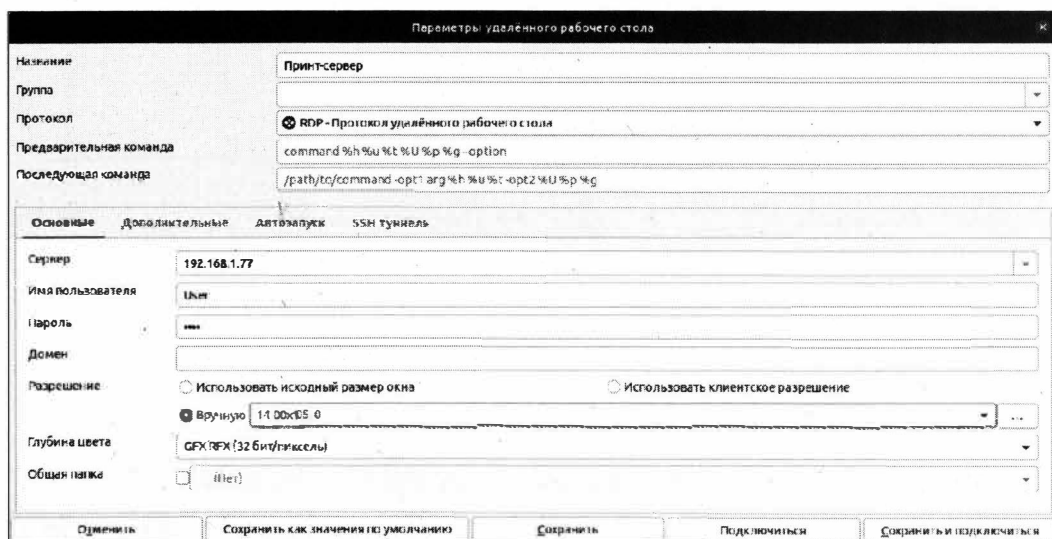 Параметры удалённого рабочего стола ×
Название Принт-сервер
Группа
Протокол RDP - Протокол удалённого рабочего стола
Предварительная команда command %h %u %t %U %p %g --option
Последующая команда /path/to/command -opt1 arg %h %u %t -opt2 %U %p %g
Основные Дополнительные Автозапуск SSH туннель
Сервер 192.168.1.77
Имя пользователя User
Пароль ••••
Домен
Разрешение Использовать исходный размер окна Использовать клиентское разрешение
Вручную ...
Глубина цвета GFX RFX (32 бит/пиксель)
Общая папка
Отменить Сохранить как значения по умолчанию Сохранить Подключиться Сохранить и подключиться